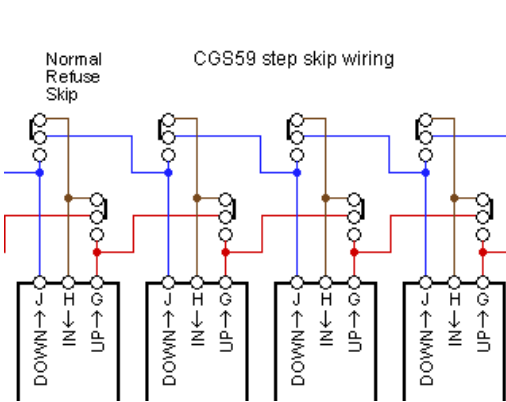 Normal
Refuse
Skip
CGS59 step skip wiring
J H G J H G J H G J H G
DOWN→ IN← UP→ DOWN→ IN← UP→ DOWN→ IN← UP→ DOWN→ IN← UP→